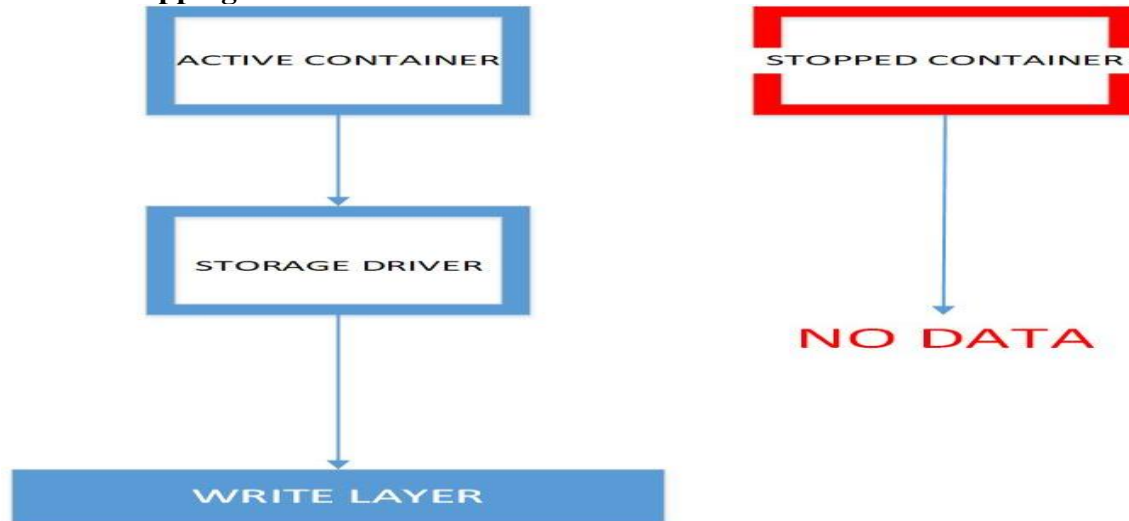 ACTIVE CONTAINER
STOPPED CONTAINER
STORAGE DRIVER
NO DATA
WRITE LAYER